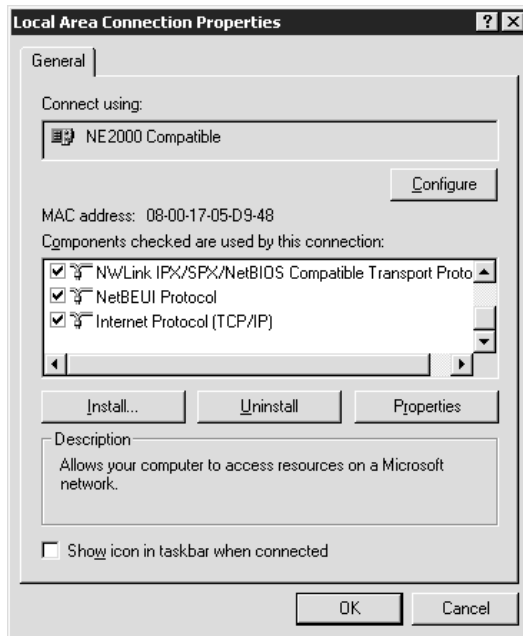 Local Area Connection Properties
General
Connect using:
NE2000 Compatible
Configure
MAC address: 08-00-17-05-D9-48
Components checked are used by this connection:
NWLink IPX/SPX/NetBIOS Compatible Transport Proto
NetBEUI Protocol
Internet Protocol (TCP/IP)
Install... Uninstall Properties
Description
Allows your computer to access resources on a Microsoft
network.
Show icon in taskbar when connected
OK Cancel